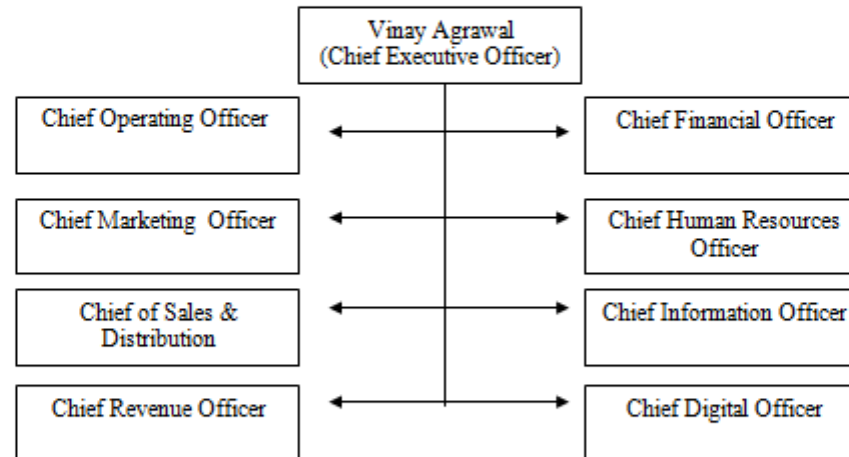 Vinay Agrawal
(Chief Executive Officer)
Chief Operating Officer
Chief Financial Officer
Chief Marketing Officer
Chief Human Resources
Officer
Chief of Sales &
Distribution
Chief Information Officer
Chief Revenue Officer
Chief Digital Officer